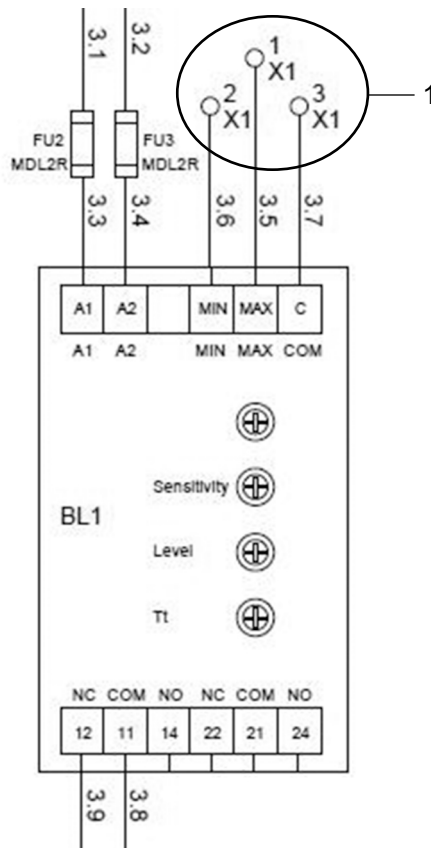 3.1 3.2
1
X1
2
X1
3
X1
1
FU2
MDL2R
FU3
MDL2R
3.3 3.4 3.6 3.5 3.7
A1 A2 MIN MAX C
A1 A2 MIN MAX COM
Sensitivity
BL1
Level
Tt
NC COM NO NC COM NO
12 11 14 22 21 24
3.9 3.8